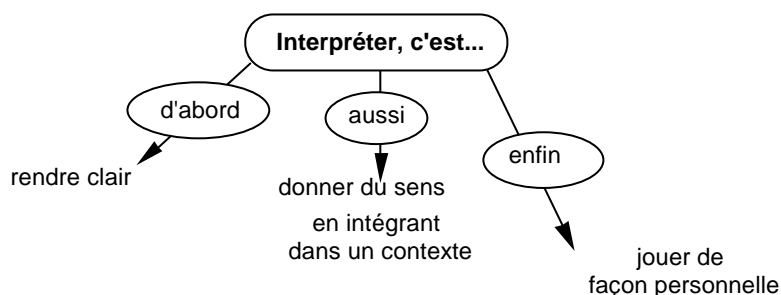 Interpréter, c'est...
d'abord
aussi
enfin
rendre clair
donner du sens
en intégrant
dans un contexte
jouer de
façon personnelle